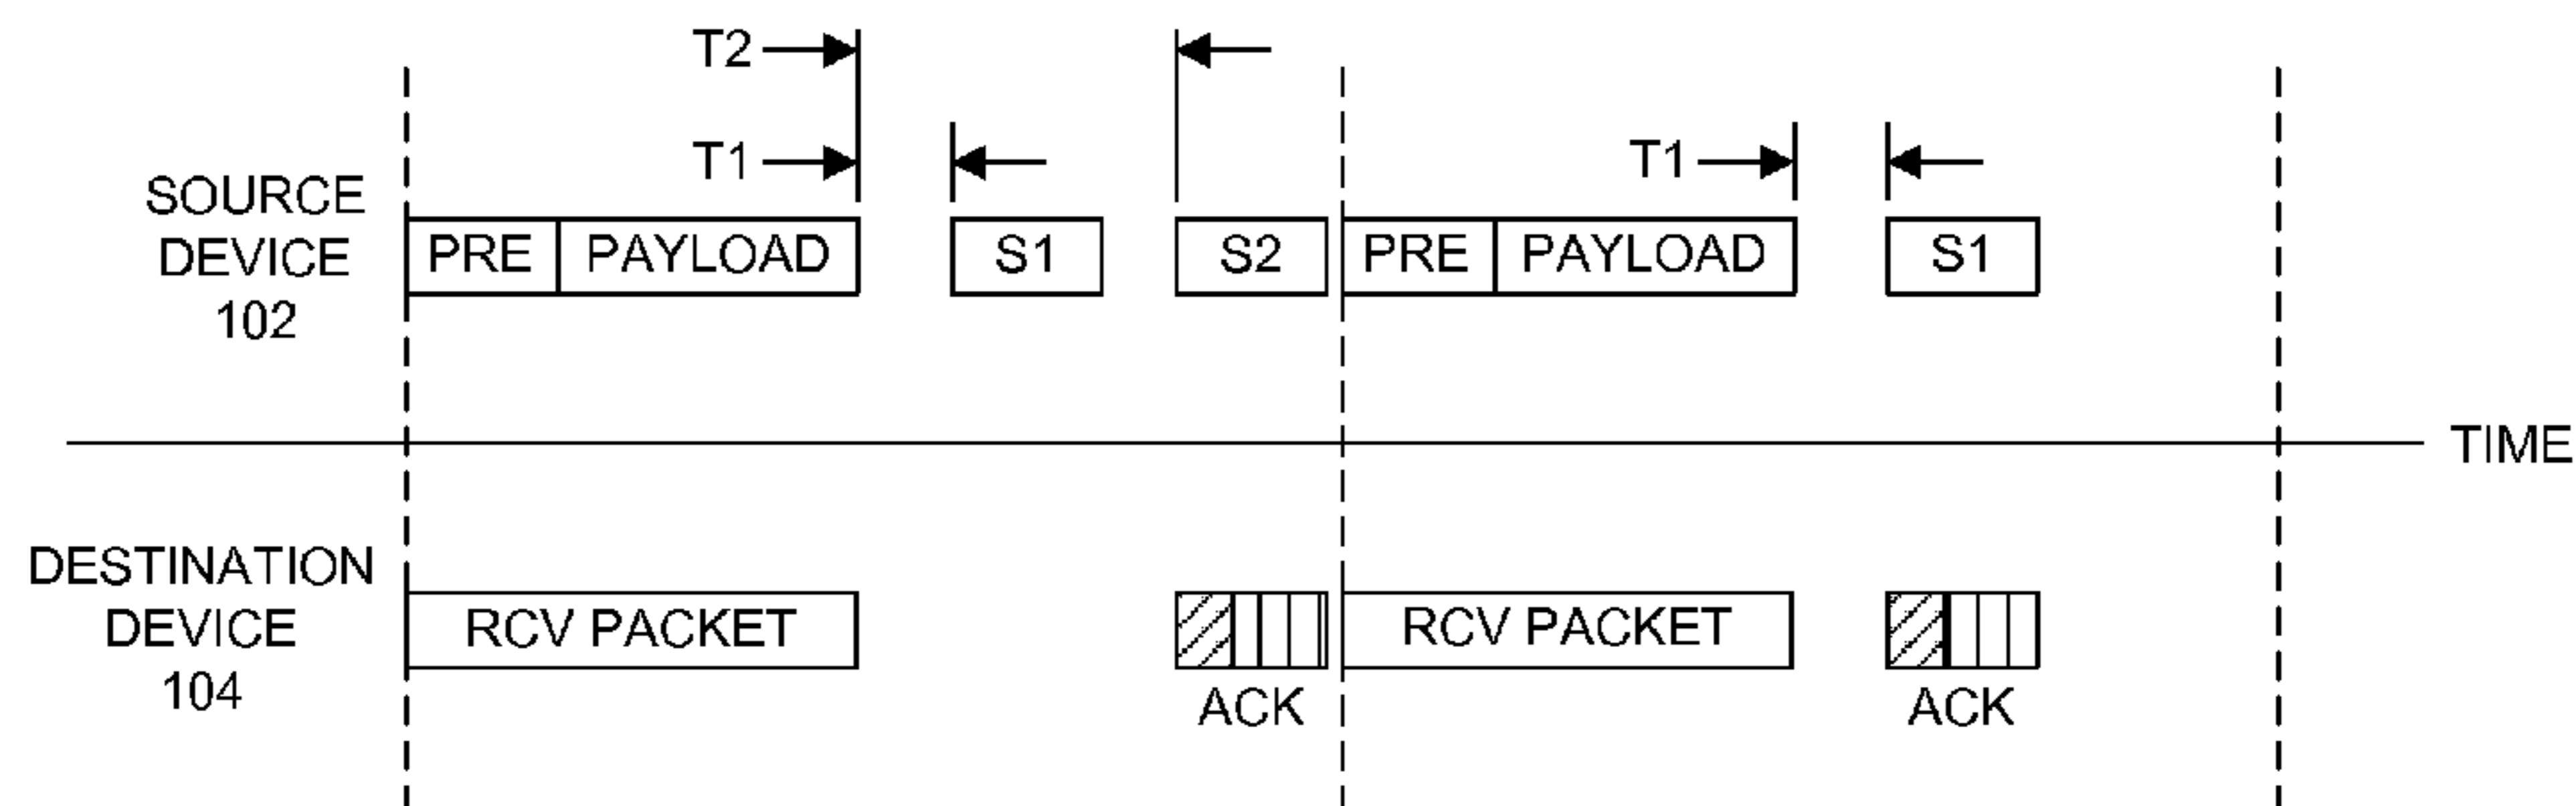 T2
T1
T1
SOURCE
DEVICE
102
PRE
PAYLOAD
S1
S2
PRE
PAYLOAD
S1
TIME
DESTINATION
DEVICE
104
RCV PACKET
ACK
RCV PACKET
ACK